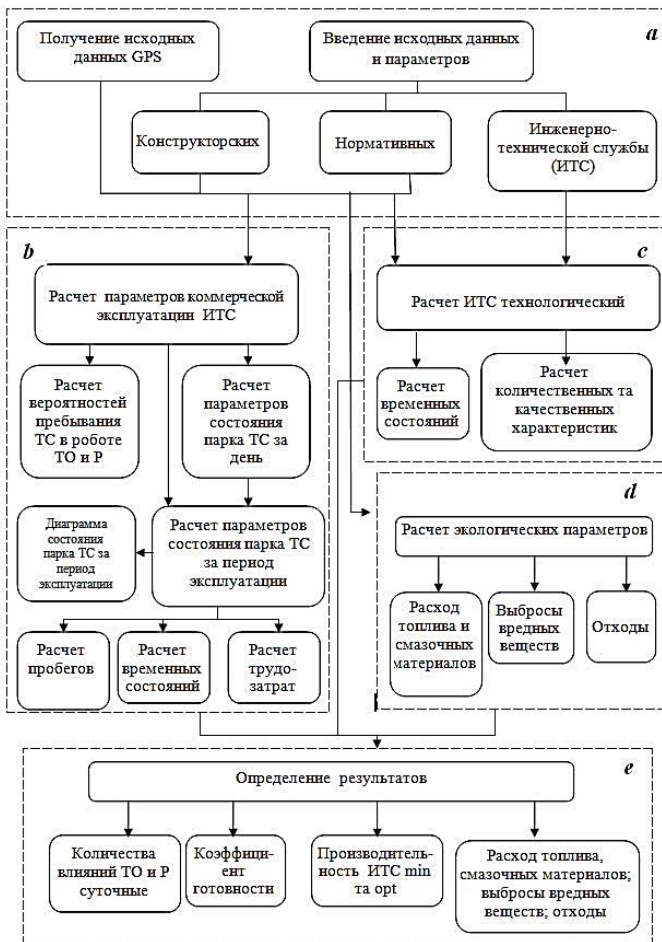 Получение исходных
данных GPS
Введение исходных данных
и параметров
a
Конструкторских
Нормативных
Инженерно-
технической службы
(ИТС)
b
Расчет параметров коммерческой
эксплуатации ИТС
Расчет
вероятностей
пребывания
ТС в роботе
ТО и Р
Расчет
параметров
состояния
парка ТС за
день
Диаграмма
состояния
парка ТС за
период
эксплуатации
Расчет параметров
состояния парка ТС
за период
эксплуатации
Расчет
пробегов
Расчет
временных
состояний
Расчет
трудо-
затрат
c
Расчет ИТС технологический
Расчет
временных
состояний
Расчет
количественных та
качественных
характеристик
d
Расчет экологических параметров
Расход
топлива и
смазочных
материалов
Выбросы
вредных
веществ
Отходы
e
Определение результатов
Количества
влияний ТО и Р
суточные
Коэффици-
ент
готовности
Производитель-
ность ИТС min
та opt
Расход топлива,
смазочных материалов;
выбросы вредных
веществ; отходы